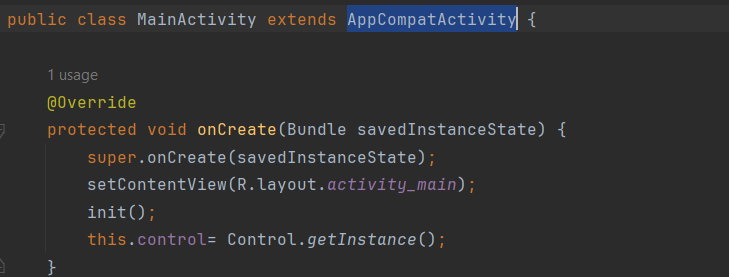 public class MainActivity extends AppCompatActivity {
1 usage
@Override
protected void onCreate(Bundle savedInstanceState) {
super.onCreate(savedInstanceState);
setContentView(R.layout.activity_main);
init();
this.control= Control.getInstance();
}